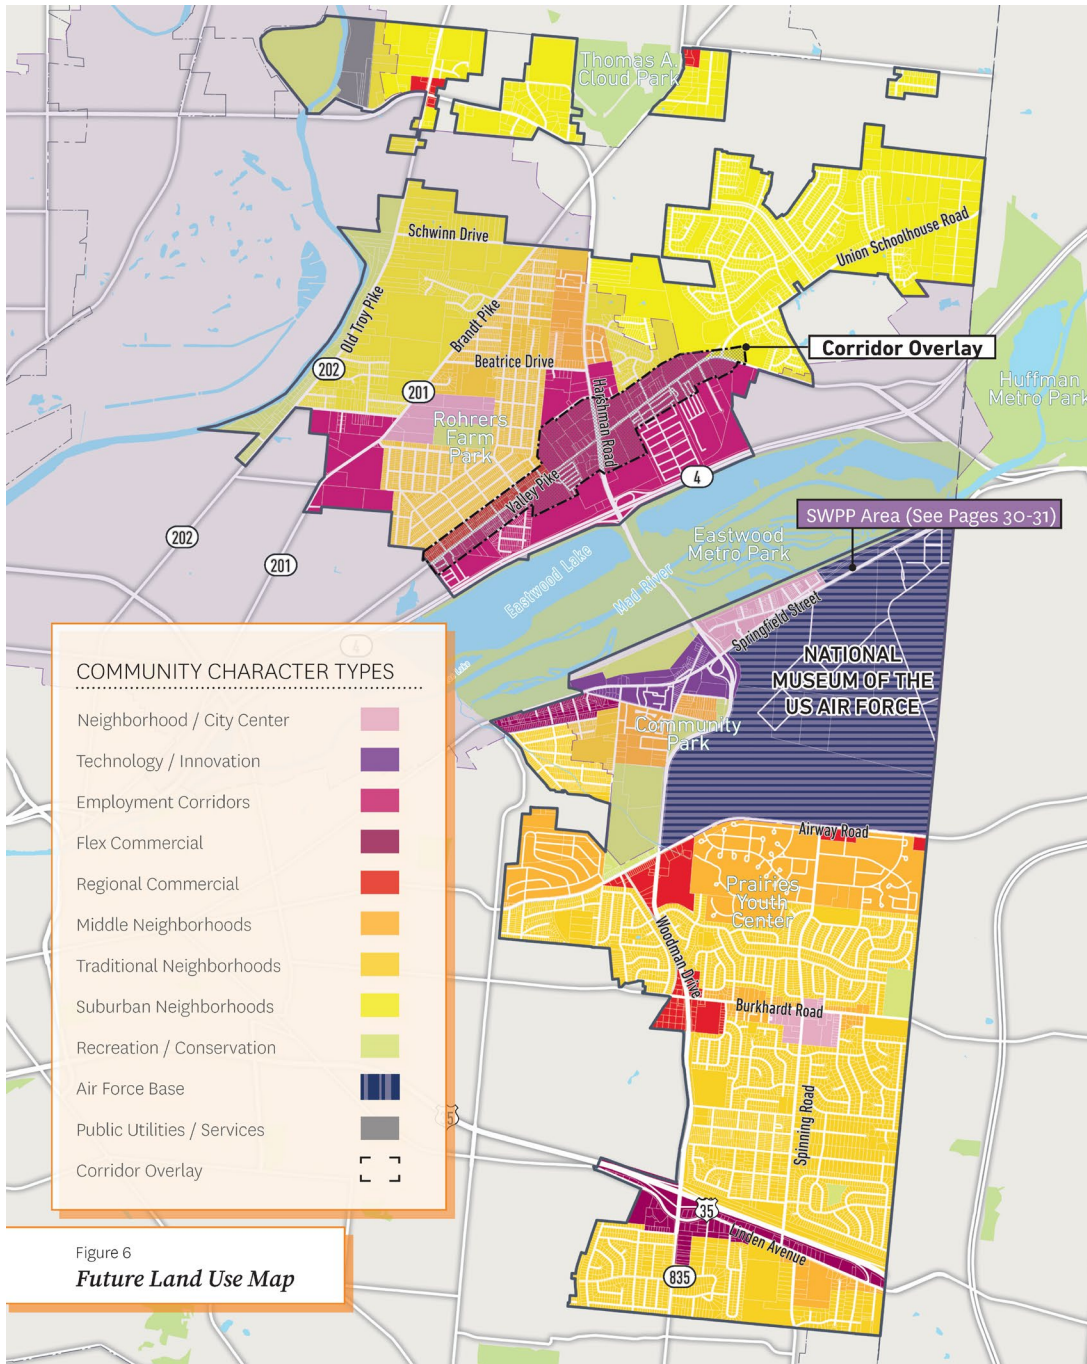 Thomas A.
Cloud Park
Schwinn Drive
Union Schoolhouse Road
Old Troy Pike
Brandt Pike
Beatrice Drive
Corridor Overlay
202
201
Harshman Road
Huffman
Metro Park
Rohrers
Farm
Park
Valley Pike
4
SWPP Area (See Pages 30-31)
202
201
Eastwood
Metro Park
Eastwood Lake
Mad River
Springfield Street
4
Lake
NATIONAL
MUSEUM OF THE
US AIR FORCE
Community
Park
COMMUNITY CHARACTER TYPES
Neighborhood / City Center
Technology / Innovation
Employment Corridors
Flex Commercial
Regional Commercial
Middle Neighborhoods
Traditional Neighborhoods
Suburban Neighborhoods
Recreation / Conservation
Air Force Base
Public Utilities / Services
Corridor Overlay
Airway Road
Prairies
Youth
Center
Woodman Drive
Burkhardt Road
Spinning Road
35
Linden Avenue
835
Figure 6
Future Land Use Map